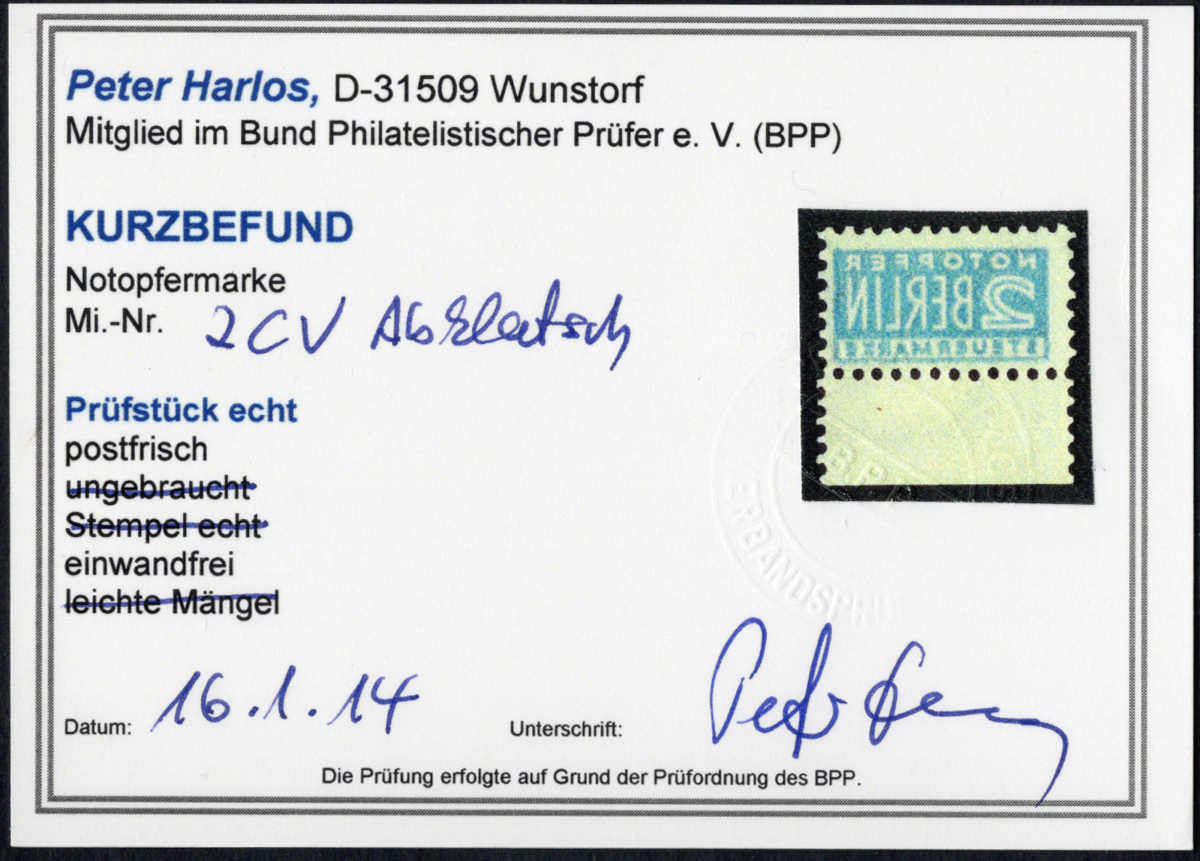 Peter Harlos, D-31509 Wunstorf
Mitglied im Bund Philatelistischer Prüfer e. V. (BPP)
KURZBEFUND
Notopfermarke
Mi.-Nr. 2CV Abklatsch
NOTOPFER
2 BERLIN
STEUERMARKE
Prüfstück echt
postfrisch
ungebraucht
Stempel echt
einwandfrei
leichte Mängel
B.P.P.
ERBANDSPRÜ
Datum: 16.1.14
Unterschrift:
Die Prüfung erfolgte auf Grund der Prüfordnung des BPP.